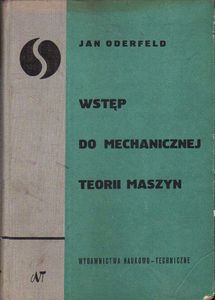 JAN ODERFELD
WSTĘP
DO MECHANICZNEJ
TEORII MASZYN
WYDAWNICTWA NAUKOWO-TECHNICZNE